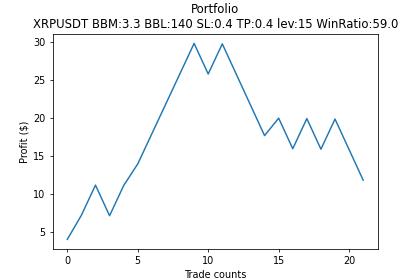 Portfolio
XRPUSDT BBM:3.3 BBL:140 SL:0.4 TP:0.4 lev:15 WinRatio:59.0
30
25
20
15
10
5
Profit ($)
0 5 10 15 20
Trade counts